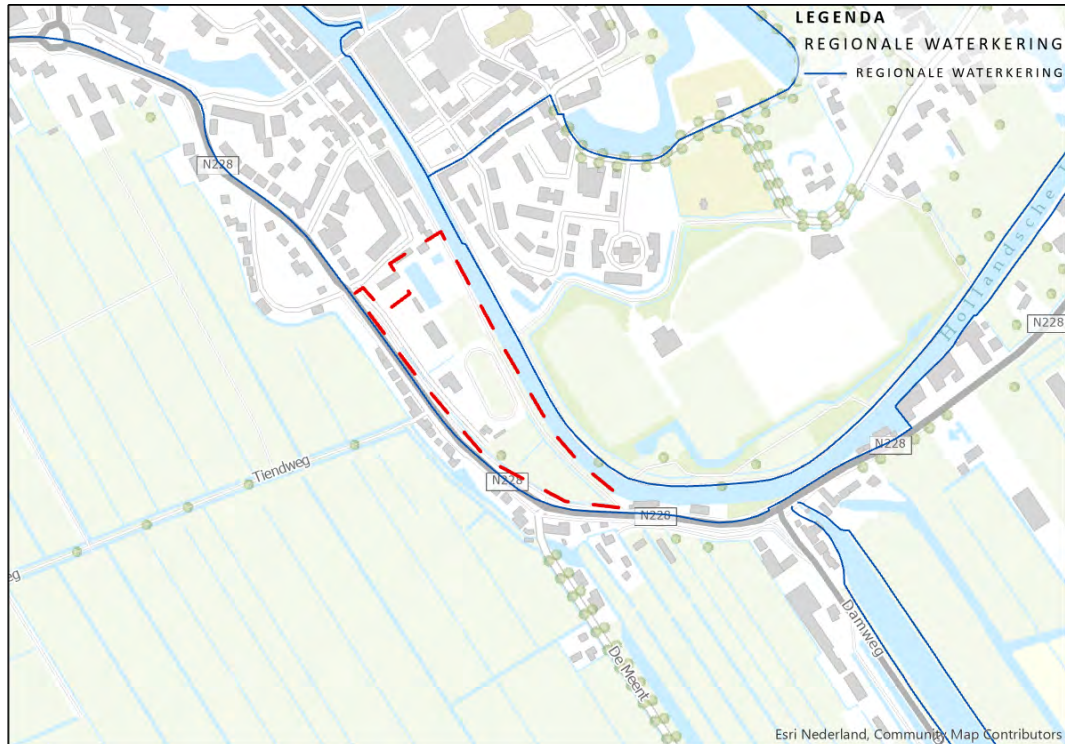 LEGENDA
REGIONALE WATERKERING
REGIONALE WATERKERING
N228
Hollandsche
N228
N228
Tiendweg
N228
N228
eg
Damweg
De Meent
Esri Nederland, Community Map Contributors